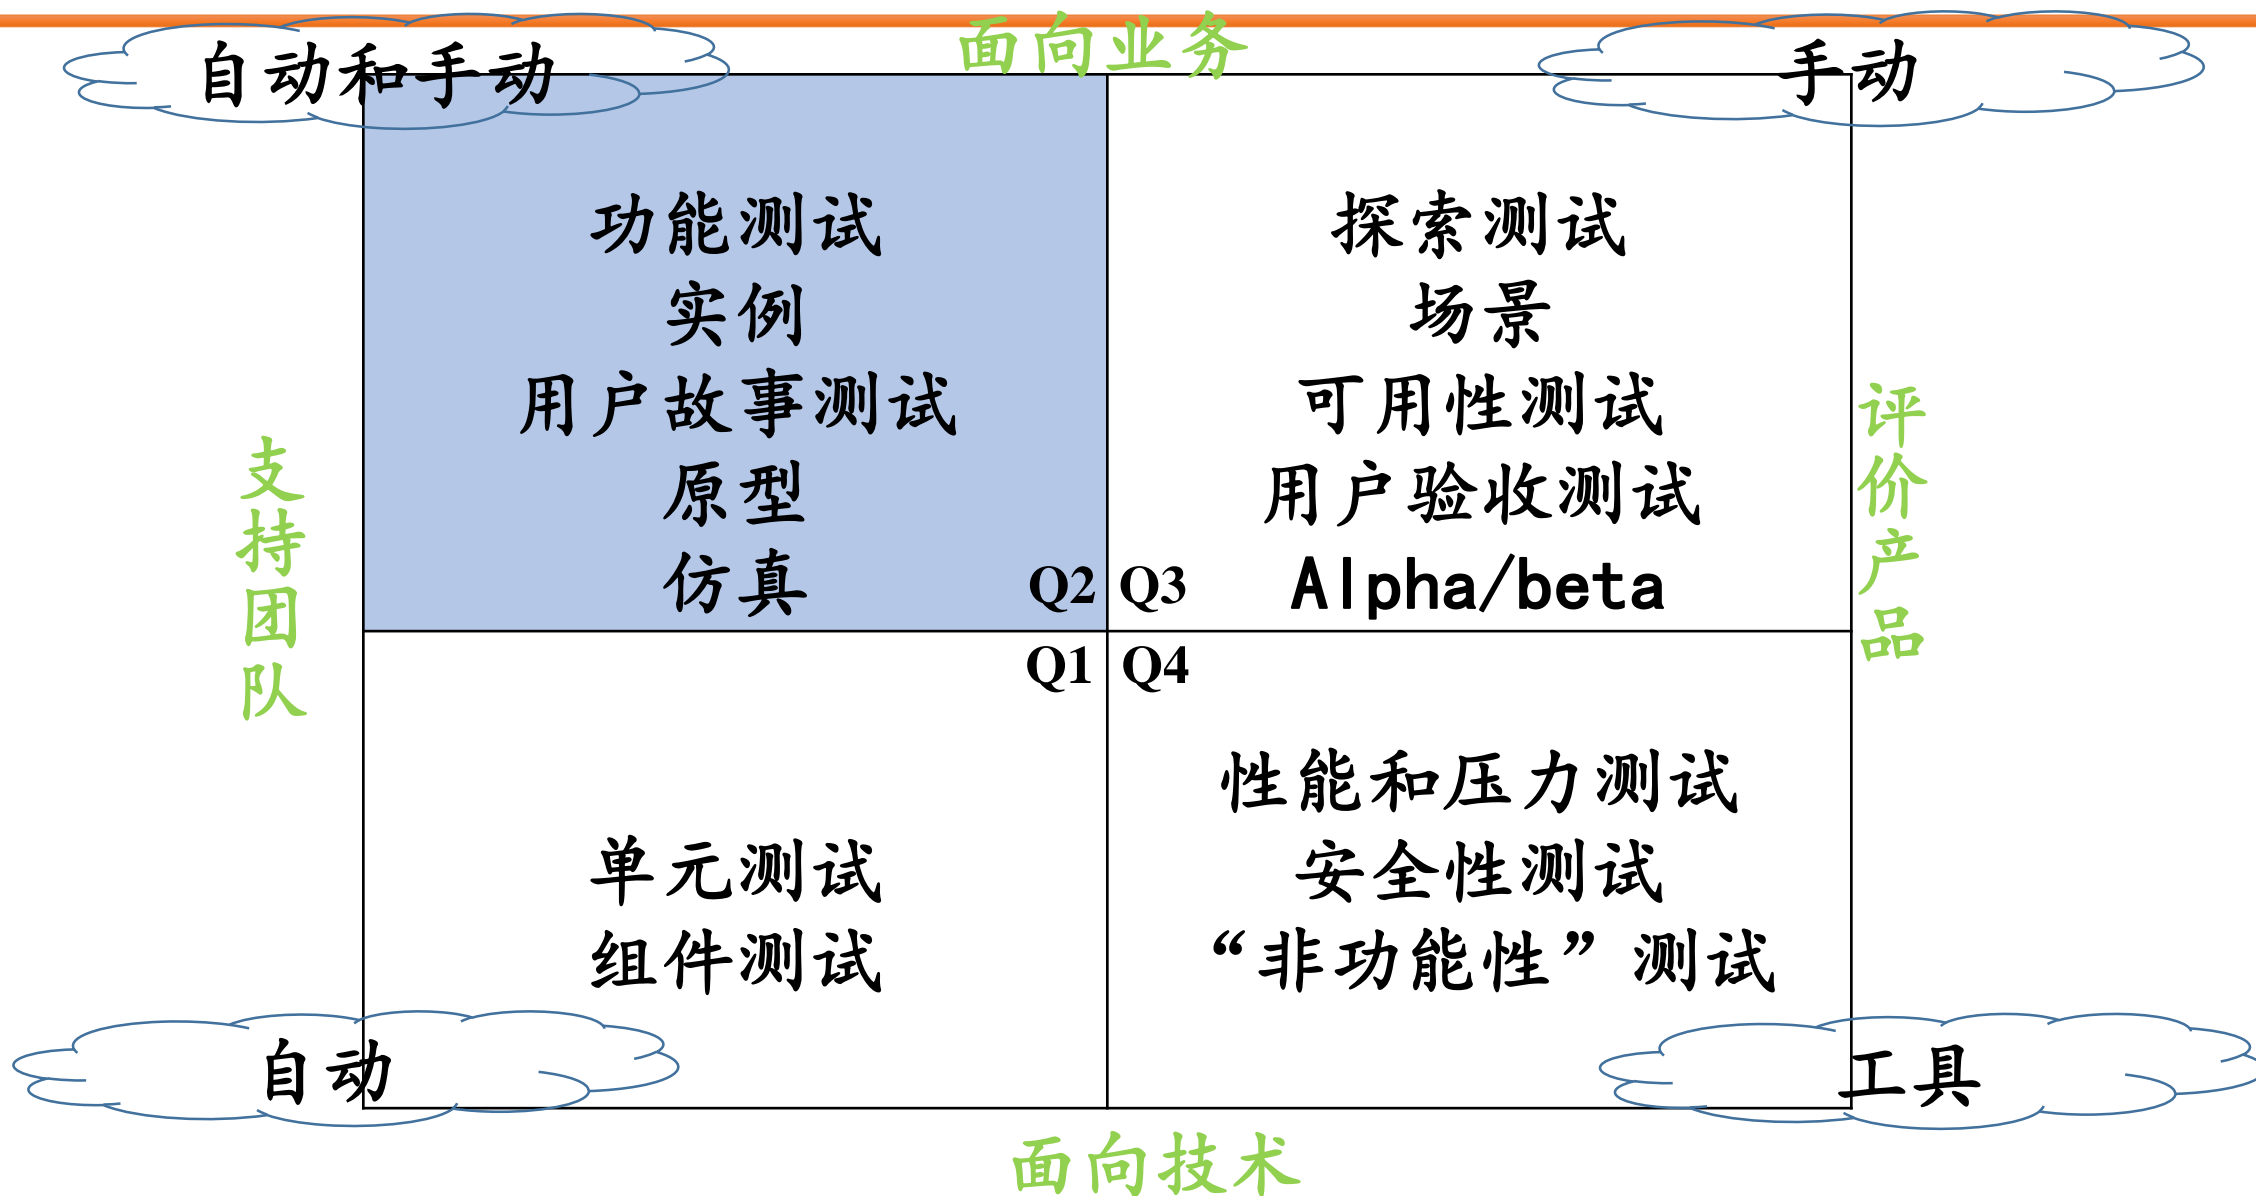 自动和手动
面向业务
手动
功能测试
实例
用户故事测试
原型
仿真
Q2
探索测试
场景
可用性测试
用户验收测试
Alpha/beta
Q3
支持团队
评价产品
Q1
单元测试
组件测试
Q4
性能和压力测试
安全性测试
“非功能性”测试
自动
工具
面向技术